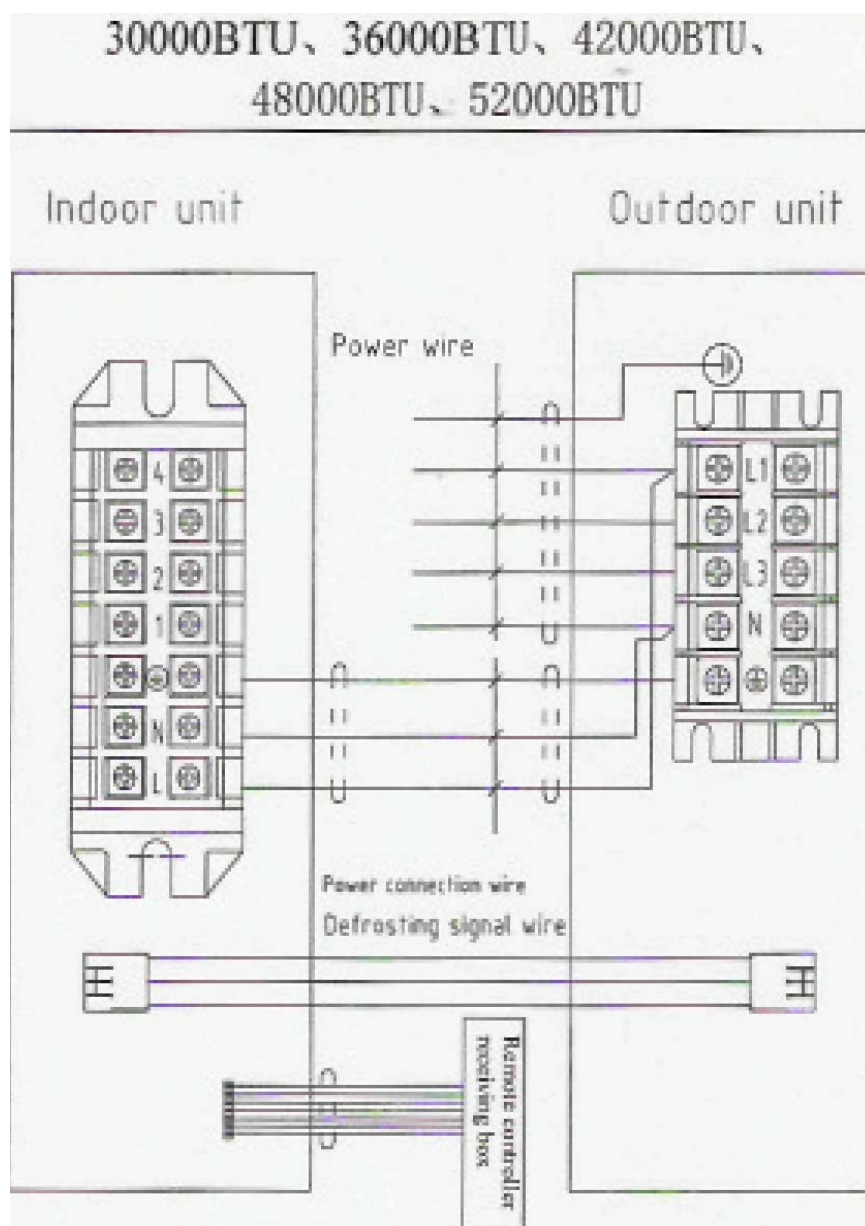 30000BTU、36000BTU、42000BTU、
48000BTU、52000BTU
Indoor unit
Outdoor unit
Power wire
4
3
2
1
N
L
L1
L2
L3
N
Power connection wire
Defrosting signal wire
Remote controller
receiving box